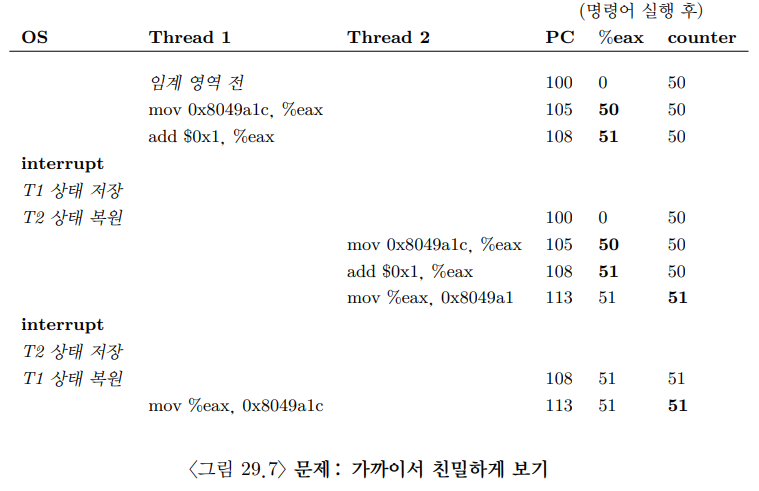 (명령어 실행 후)
OS Thread 1 Thread 2 PC %eax counter
임계 영역 전 100 0 50
mov 0x8049a1c, %eax 105 50 50
add $0x1, %eax 108 51 50
interrupt
T1 상태 저장
T2 상태 복원 100 0 50
mov 0x8049a1c, %eax 105 50 50
add $0x1, %eax 108 51 50
mov %eax, 0x8049a1 113 51 51
interrupt
T2 상태 저장
T1 상태 복원 108 51 51
mov %eax, 0x8049a1c 113 51 51
〈그림 29.7〉 문제: 가까이서 친밀하게 보기